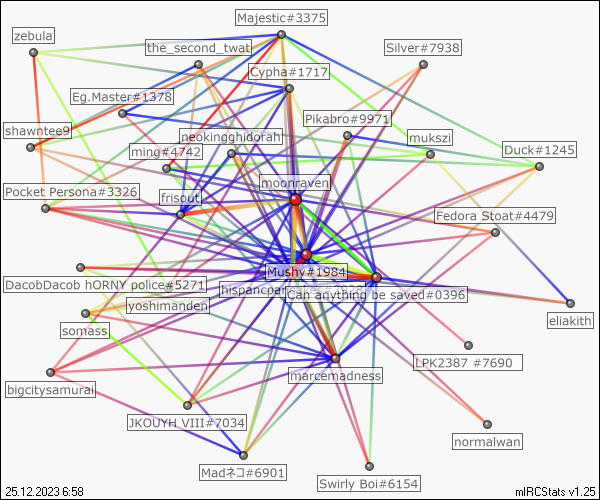 Majestic#3375
zebula
the_second_twat
Silver#7938
Cypha#1717
Eg.Master#1378
Pikabro#9971
shawntee9
neokingghidorah
mukszi
ming#4742
Duck#1245
moonraven
Pocket Persona#3326
frisout
Fedora Stoat#4479
Mushy#1984
DacobDacob hORNY police#5271
hispancpar
Can anything be saved#0396
yoshimanden
somass
eliakith
LPK2387 #7690
marcemadness
bigcitysamurai
JKOUYH VIII#7034
normalwan
Madネコ#6901
Swirly Boi#6154
25.12.2023 6:58
mIRCStats v1.25